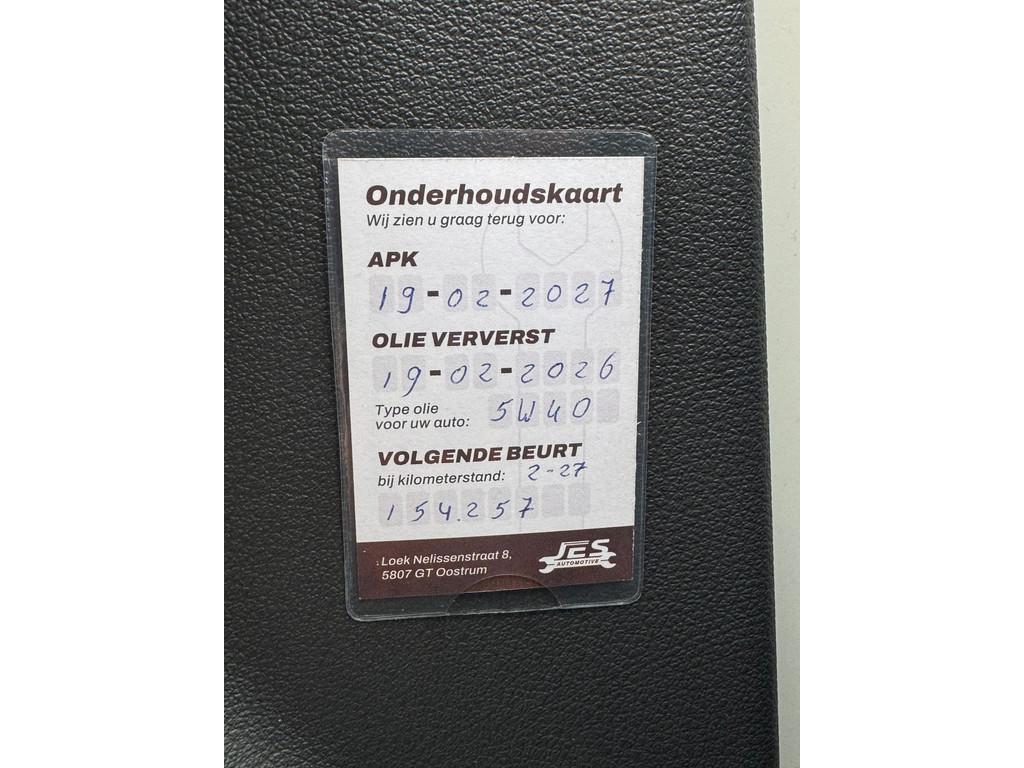 Onderhoudskaart
Wij zien u graag terug voor:
APK
19-02-2027
OLIE VERVERST
19-02-2026
Type olie
voor uw auto: 5W40
VOLGENDE BEURT
bij kilometerstand: 2-27
154.257
Loek Nelissenstraat 8,
5807 GT Oostrum
JES
AUTOMOTIVE